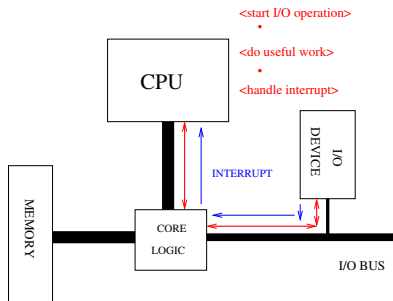 <start I/O operation>
<do useful work>
<handle interrupt>
CPU
I/O
DEVICE
INTERRUPT
MEMORY
CORE
LOGIC
I/O BUS